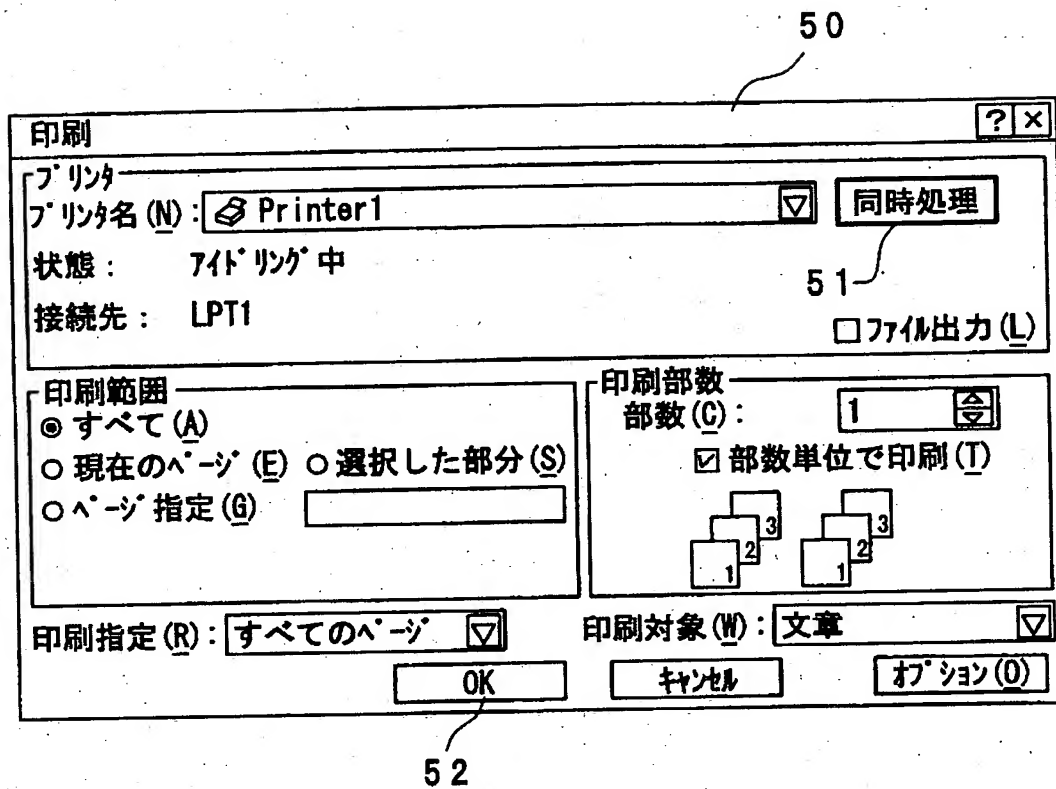 50
印刷 ? ×
プリンタ
プリンタ名(N): Printer1 同時処理
状態: アイドリング中
51
接続先: LPT1
ファイル出力(L)
印刷範囲
すべて(A)
現在のページ(E) 選択した部分(S)
ページ指定(G)
印刷部数
部数(C): 1
部数単位で印刷(T)
1 2 3 1 2 3
印刷指定(R): すべてのページ 印刷対象(W): 文章
OK キャンセル オプション(O)
52